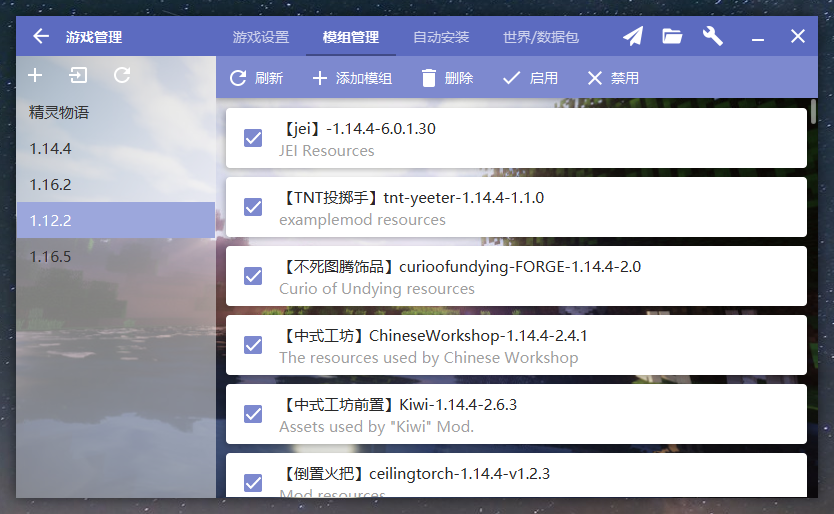 游戏管理
游戏设置
模组管理
自动安装
世界/数据包
刷新
添加模组
删除
启用
禁用
精灵物语
1.14.4
1.16.2
1.12.2
1.16.5
【jei】-1.14.4-6.0.1.30
JEI Resources
【TNT投掷手】tnt-yeeter-1.14.4-1.1.0
examplemod resources
【不死图腾饰品】curioofundying-FORGE-1.14.4-2.0
Curio of Undying resources
【中式工坊】ChineseWorkshop-1.14.4-2.4.1
The resources used by Chinese Workshop
【中式工坊前置】Kiwi-1.14.4-2.6.3
Assets used by "Kiwi" Mod.
【倒置火把】ceilingtorch-1.14.4-v1.2.3
Mod resources